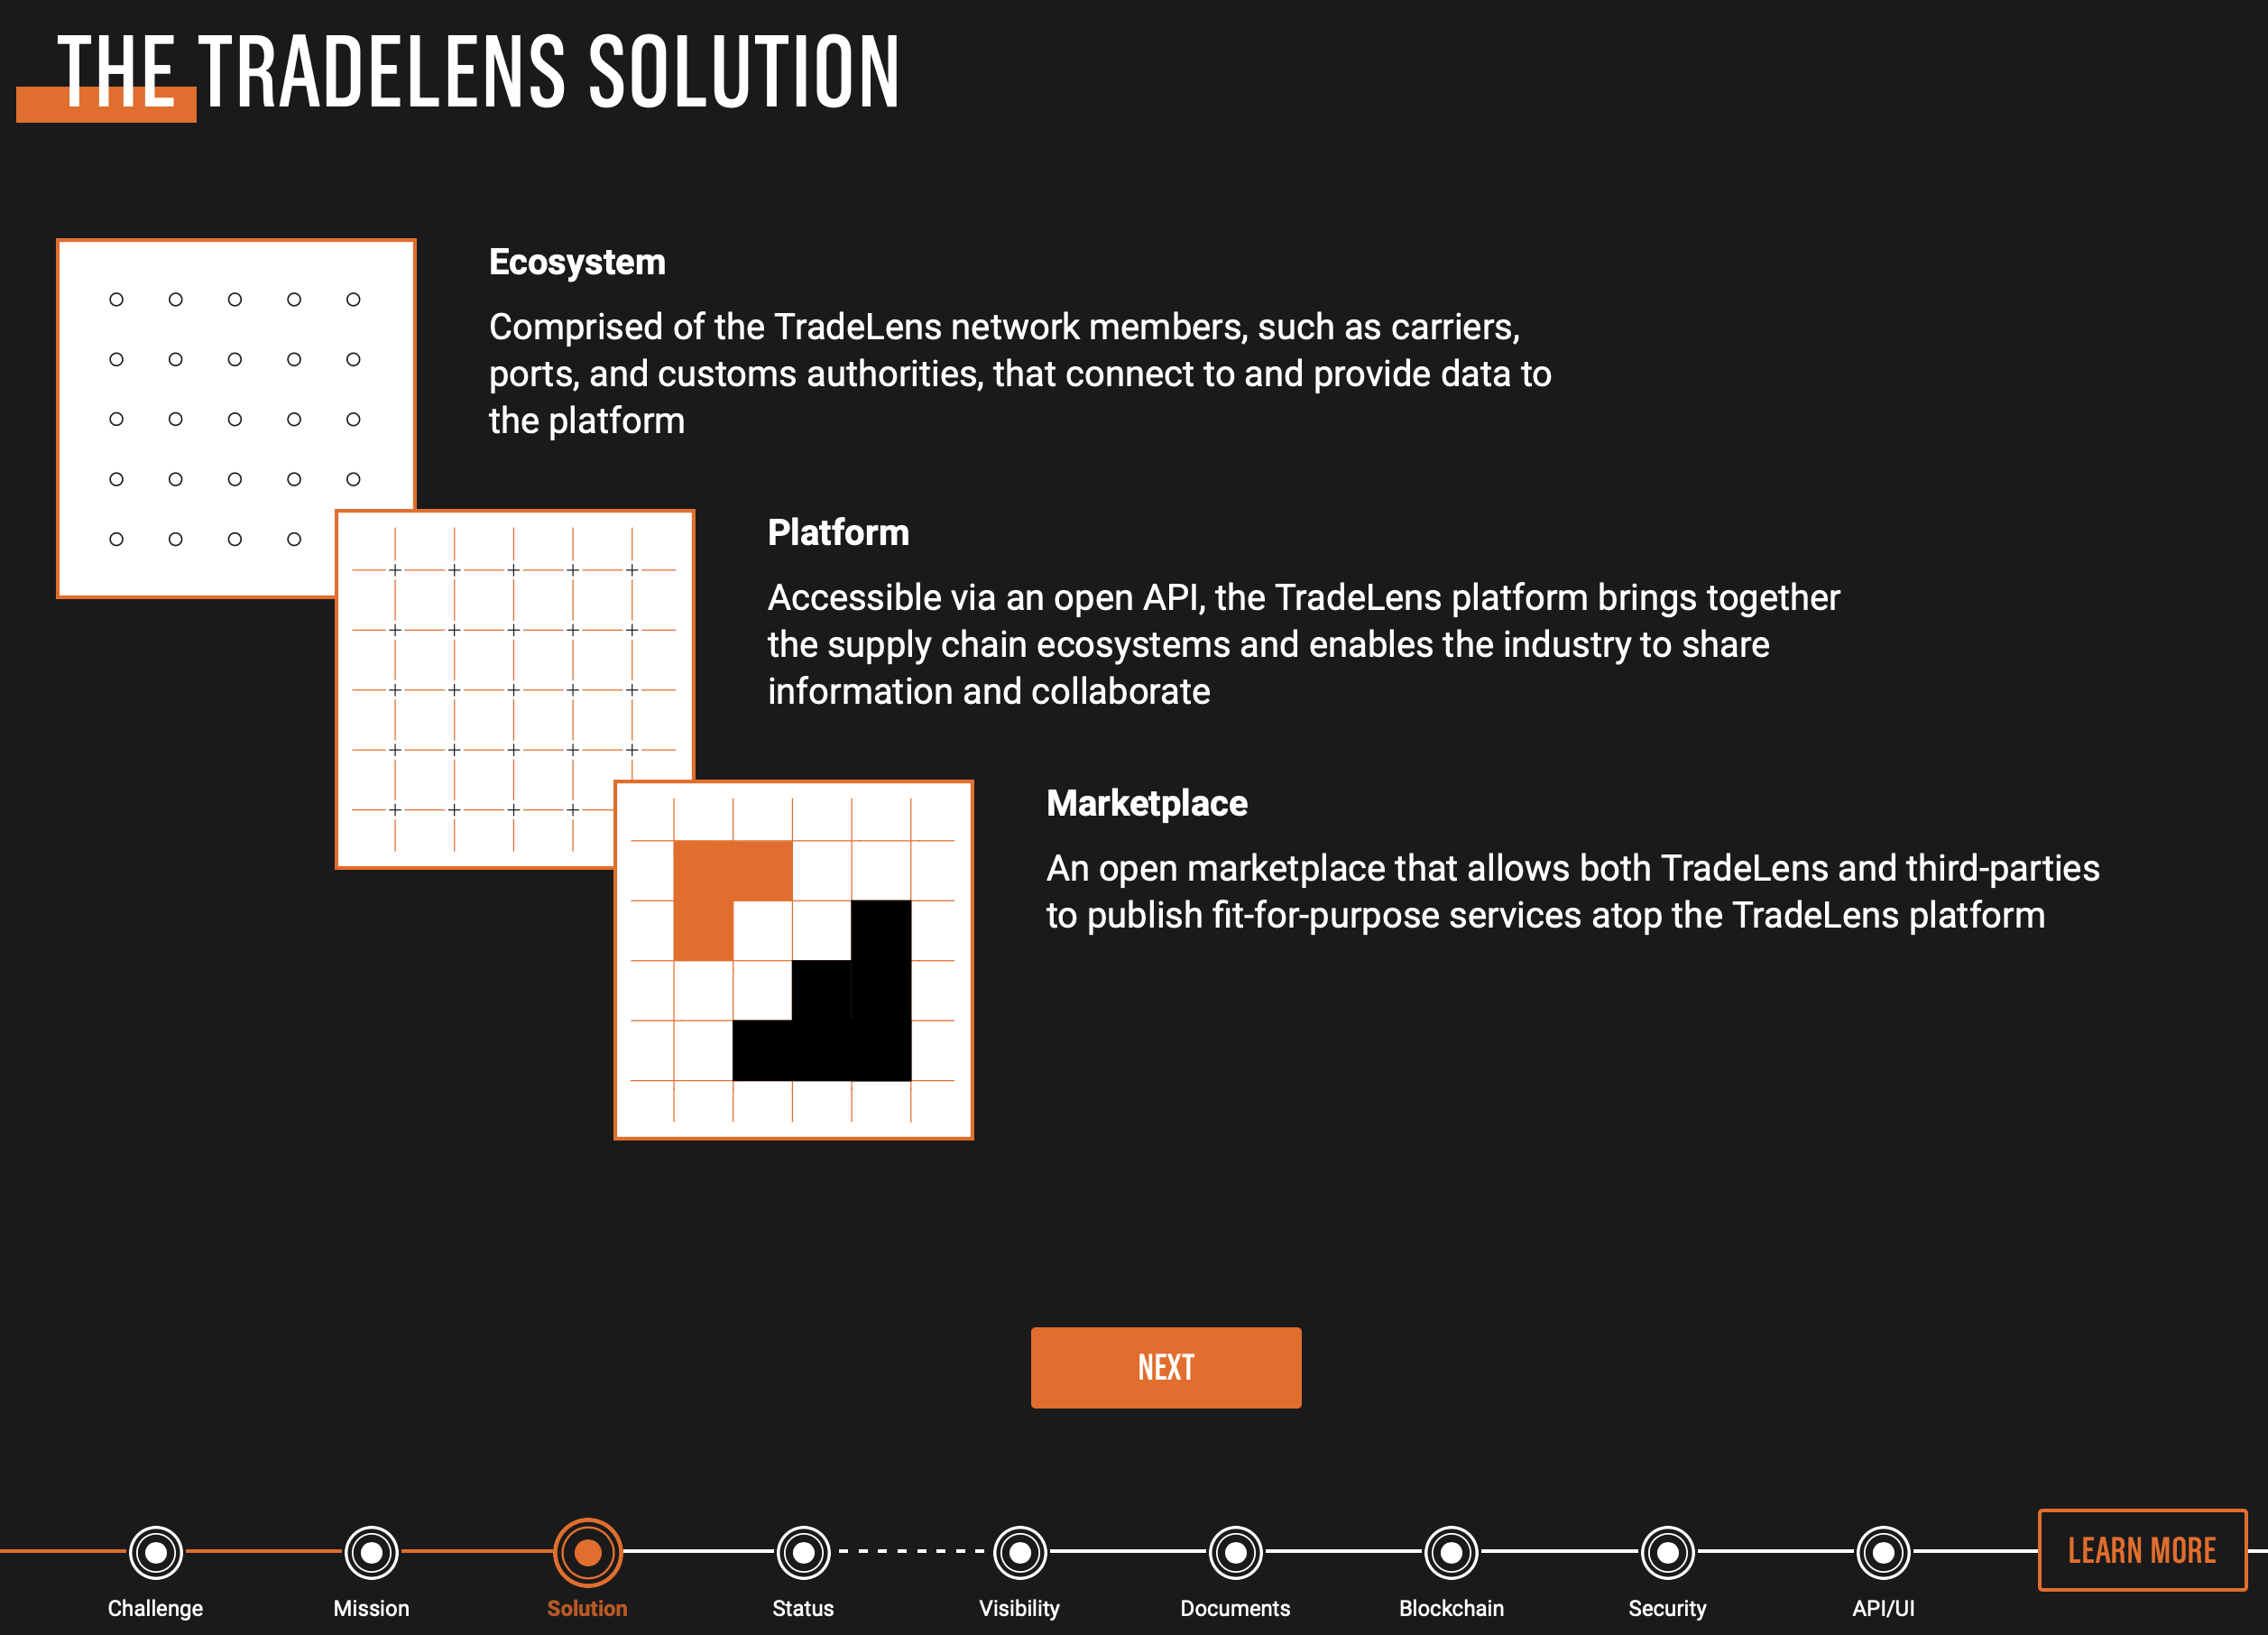 THE TRADELENS SOLUTION
Ecosystem
Comprised of the TradeLens network members, such as carriers,
ports, and customs authorities, that connect to and provide data to
the platform
Platform
Accessible via an open API, the TradeLens platform brings together
the supply chain ecosystems and enables the industry to share
information and collaborate
Marketplace
An open marketplace that allows both TradeLens and third-parties
to publish fit-for-purpose services atop the TradeLens platform
NEXT
Challenge
Mission
Solution
Status
Visibility
Documents
Blockchain
Security
API/UI
LEARN MORE